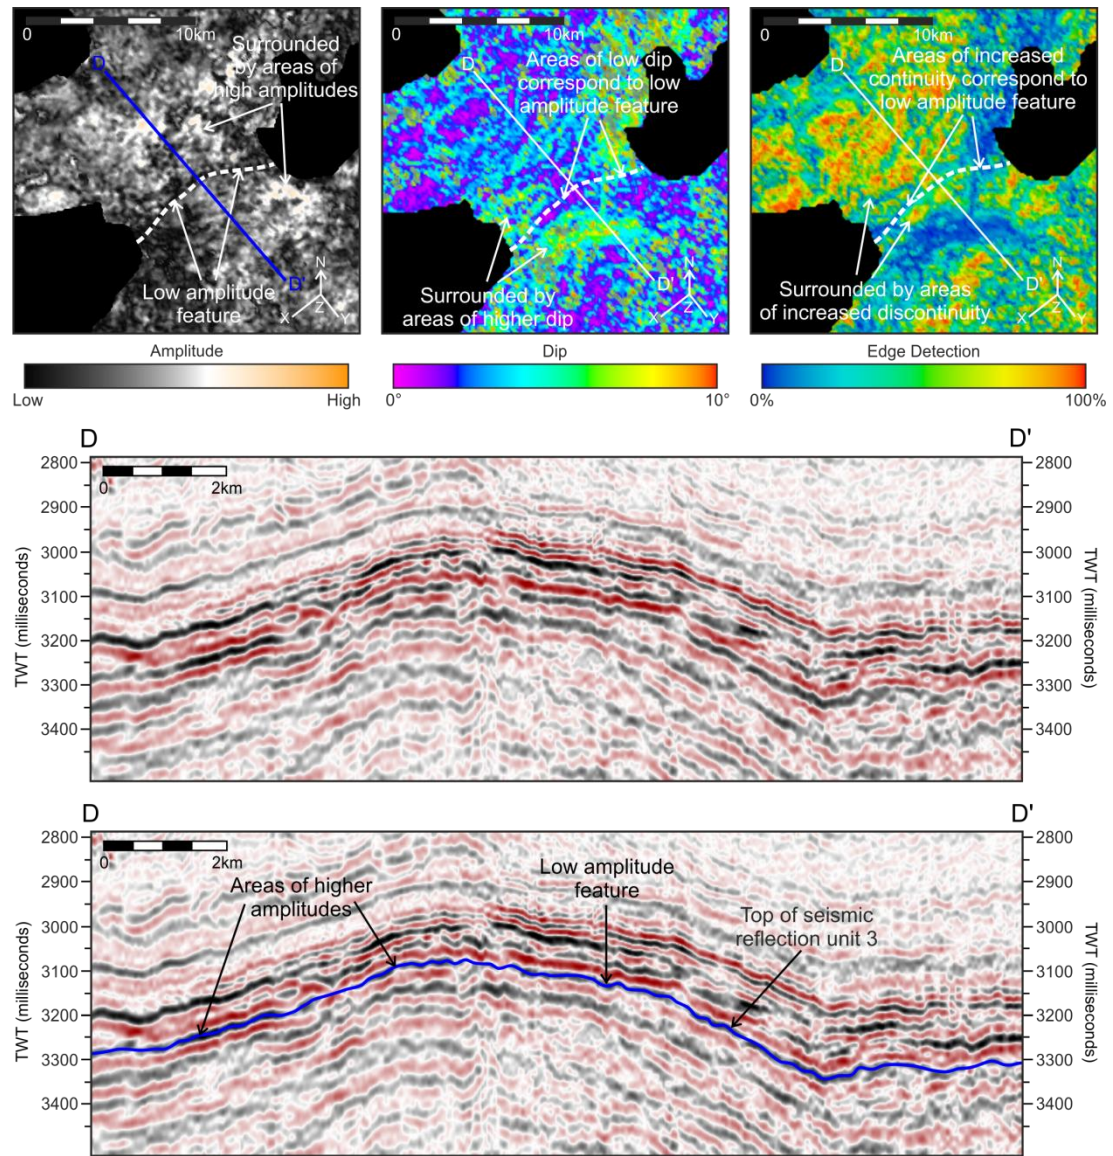 0 10km
Surrounded
by areas of
high amplitudes
D
Low amplitude
feature
D'
N
X Z Y
Amplitude
Low High
0 10km
Areas of low dip
correspond to low
amplitude feature
D
Surrounded by
areas of higher dip
D'
N
X Z Y
Dip
0° 10°
0 10km
Areas of increased
continuity correspond to
low amplitude feature
D
Surrounded by areas
of increased discontinuity
D'
N
X Z Y
Edge Detection
0% 100%
D D'
0 2km
TWT (milliseconds)
2800
2900
3000
3100
3200
3300
3400
2800
2900
3000
3100
3200
3300
3400
TWT (milliseconds)
D D'
0 2km
Areas of higher
amplitudes
Low amplitude
feature
Top of seismic
reflection unit 3
TWT (milliseconds)
2800
2900
3000
3100
3200
3300
3400
2800
2900
3000
3100
3200
3300
3400
TWT (milliseconds)